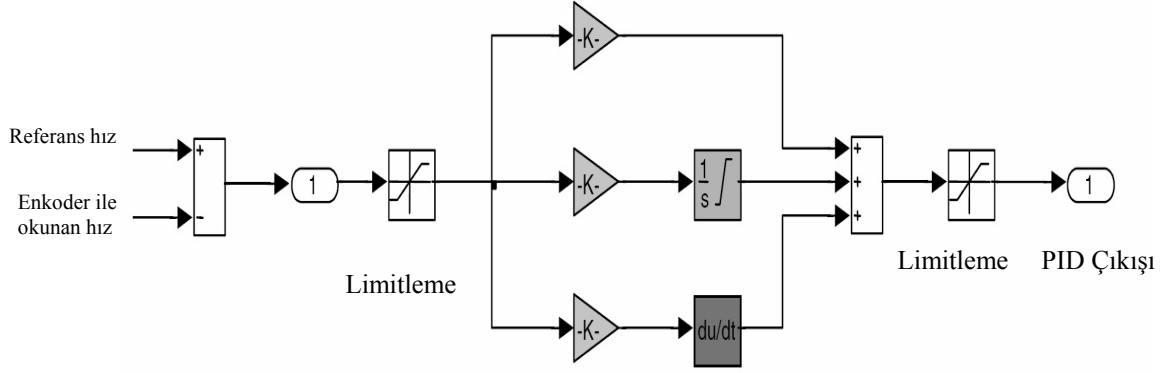 -K-
Referans hız
+
1
-K-
1
s
+
+
+
1
Enkoder ile
okunan hız
-
Limitleme
Limitleme
PID Çıkışı
-K-
du/dt